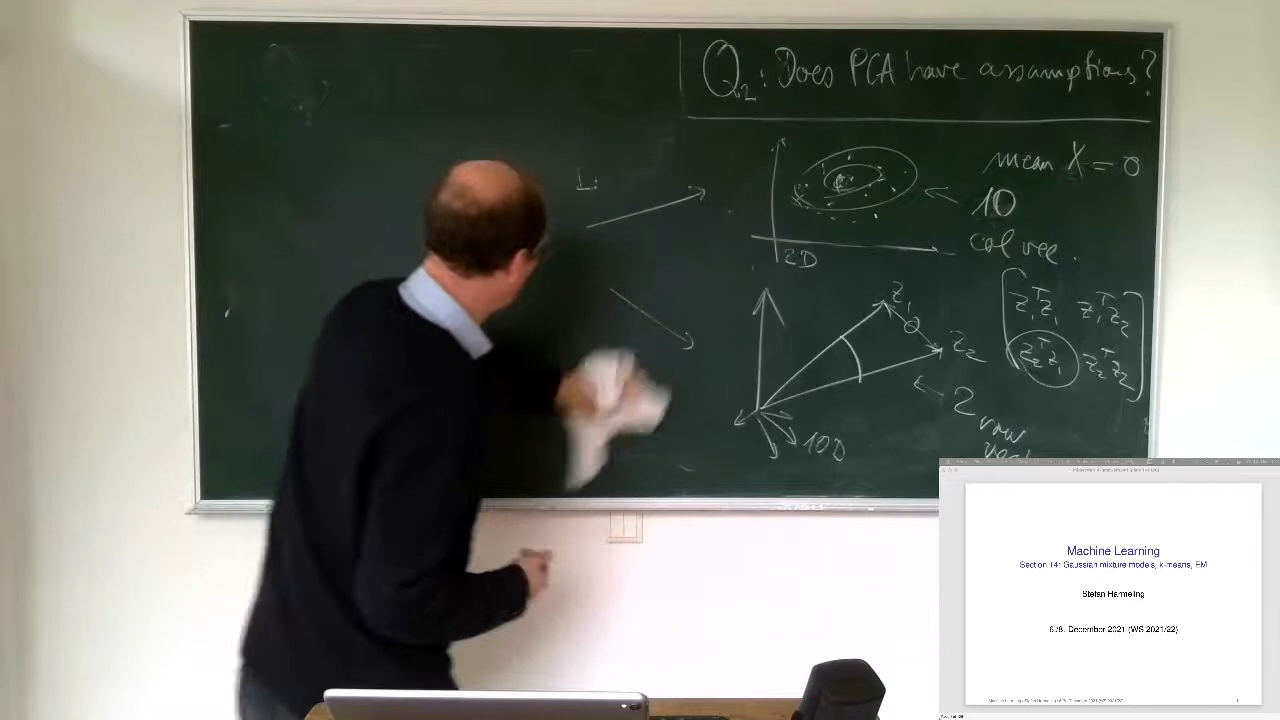 Q2: Does PCA have assumptions?
mean X = 0
10
col vec.
2D
z1
z2
z1ᵀz1 z1ᵀz2
z2ᵀz1 z2ᵀz2
2
row
10D
Machine Learning
Section 14: Gaussian mixture models, k-means, EM
Stefan Harmeling
6./8. December 2021 (WS 2021/22)